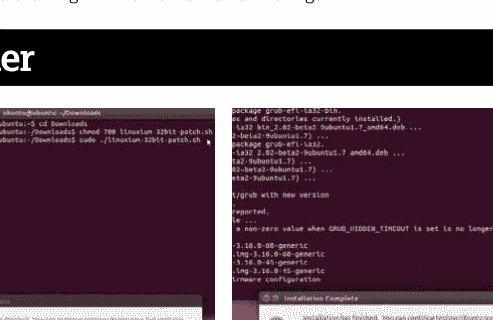 er
ubuntu@ubuntu: ~/Downloads
ubuntu:~$ cd Downloads
ubuntu:~/Downloads$ chmod 700 linuxium-32bit-patch.sh
ubuntu:~/Downloads$ sudo ./linuxium-32bit-patch.sh
package grub-efi-ia32-bin.
es and directories currently installed.)
-ia32 bin_2.02-beta2-9ubuntu1.7_amd64.deb ...
-beta2-9ubuntu1.7) ...
package grub-efi-ia32.
-ia32 2.02-beta2-9ubuntu1.7 amd64.deb ...
ta2-9ubuntu1.7) ...
02-beta2-9ubuntu1.7) ...
eta2-9ubuntu1.7) ...
t/grub with new version
reported.
le ...
a non-zero value when GRUB_HIDDEN_TIMEOUT is set is no longer
-3.16.0-60-generic
.img-3.16.0-60-generic
-3.16.0-45-generic
.img-3.16.0-45-generic
irmware configuration
Installation Complete